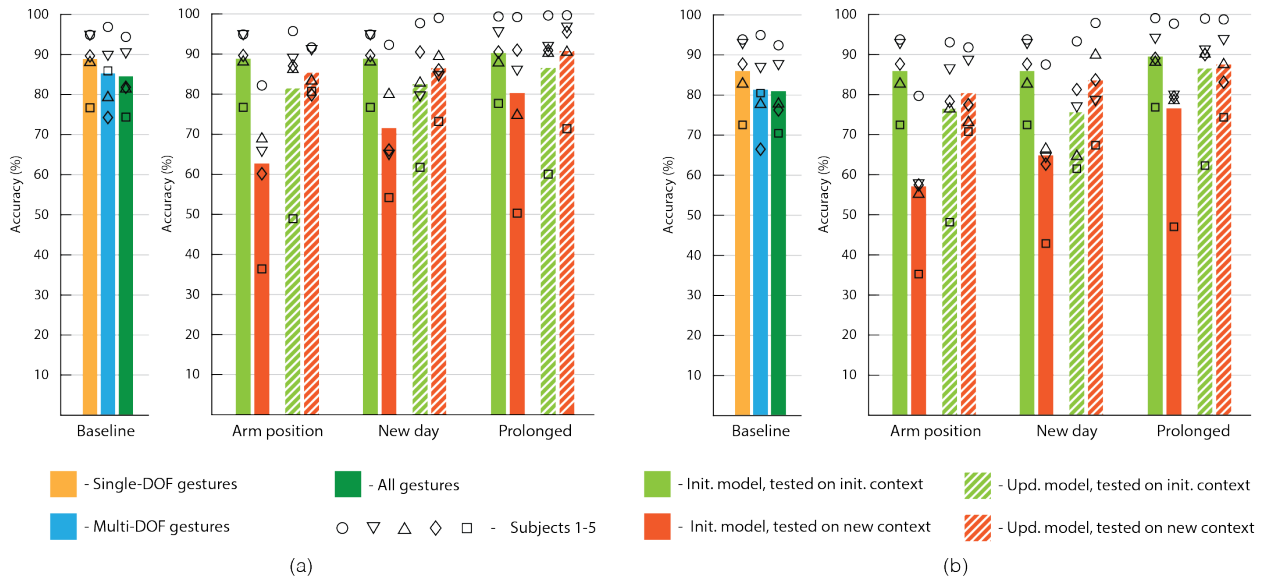 100
90
80
70
60
50
40
30
20
10
Accuracy (%)
Baseline
100
90
80
70
60
50
40
30
20
10
Accuracy (%)
Arm position
New day
Prolonged
100
90
80
70
60
50
40
30
20
10
Accuracy (%)
Baseline
100
90
80
70
60
50
40
30
20
10
Accuracy (%)
Arm position
New day
Prolonged
- Single-DOF gestures
- All gestures
- Multi-DOF gestures
- Subjects 1-5
- Init. model, tested on init. context
- Upd. model, tested on init. context
- Init. model, tested on new context
- Upd. model, tested on new context
(a)
(b)